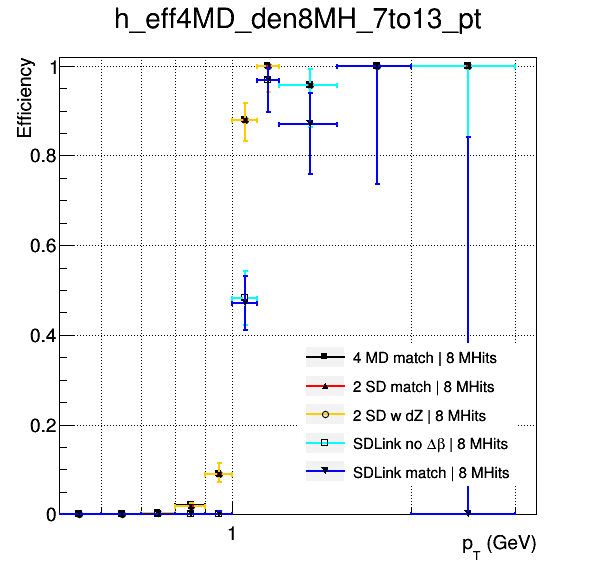 h_eff4MD_den8MH_7to13_pt
Efficiency
1
0.8
0.6
0.4
0.2
0
4 MD match | 8 MHits
2 SD match | 8 MHits
2 SD w dZ | 8 MHits
SDLink no Δβ | 8 MHits
SDLink match | 8 MHits
1
p_T (GeV)